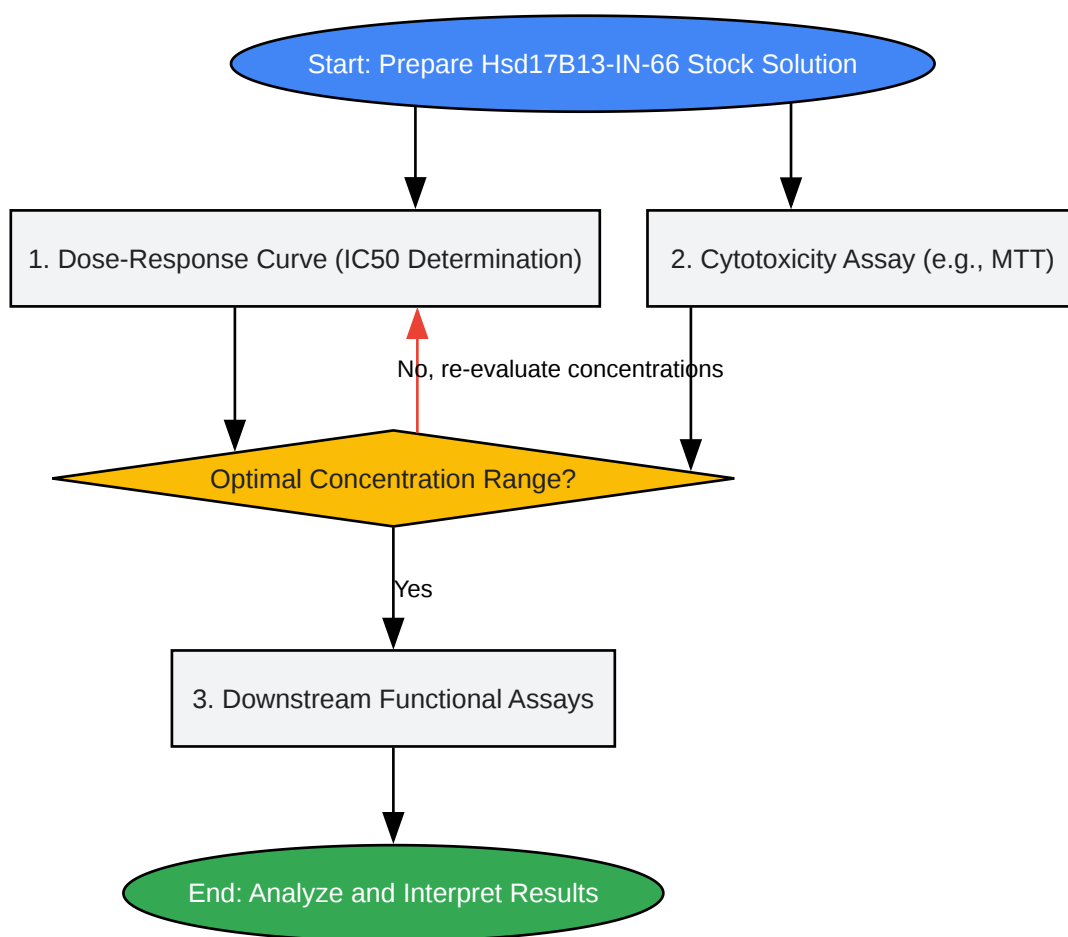 Start: Prepare Hsd17B13-IN-66 Stock Solution
1. Dose-Response Curve (IC50 Determination)
2. Cytotoxicity Assay (e.g., MTT)
No, re-evaluate concentrations
Optimal Concentration Range?
Yes
3. Downstream Functional Assays
End: Analyze and Interpret Results